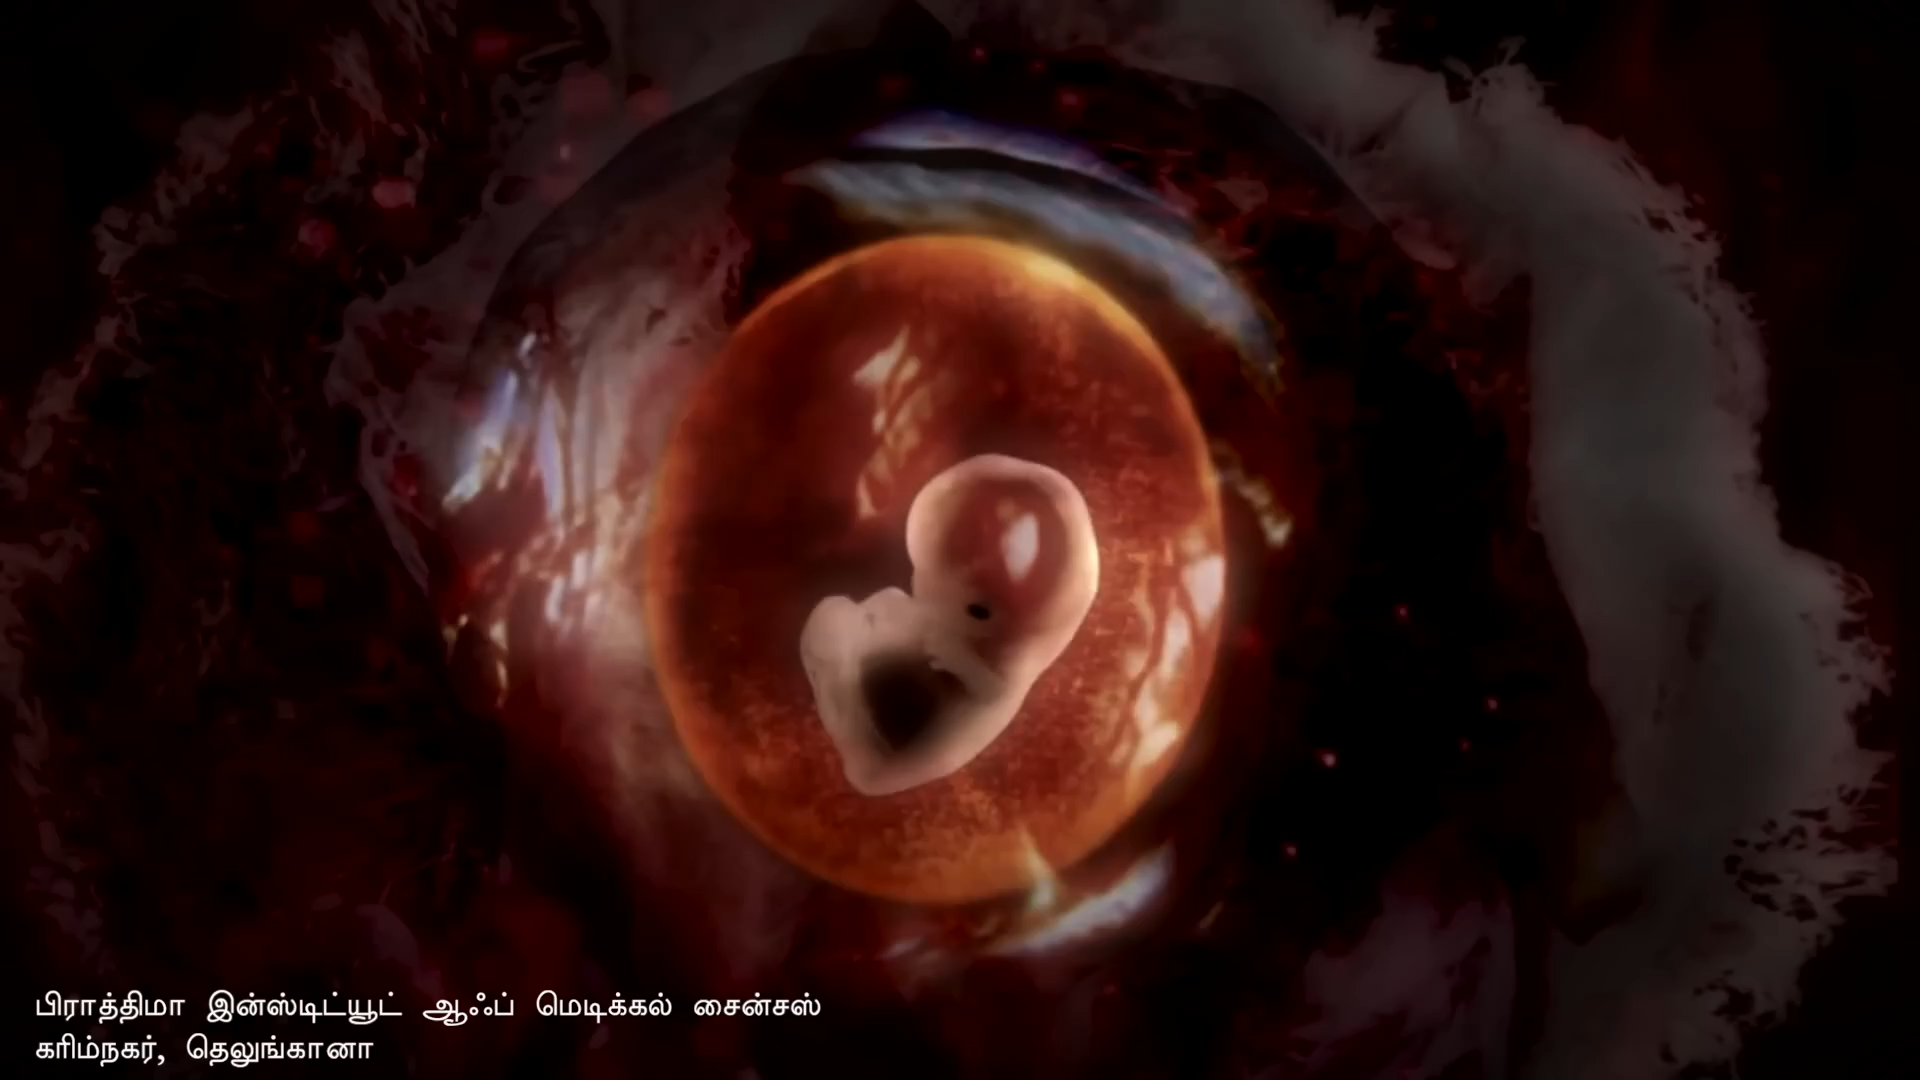 பிராத்திமா இன்ஸ்டிட்யூட் ஆஃப் மெடிக்கல் சைன்சஸ்
கரிம்நகர், தெலுங்கானா